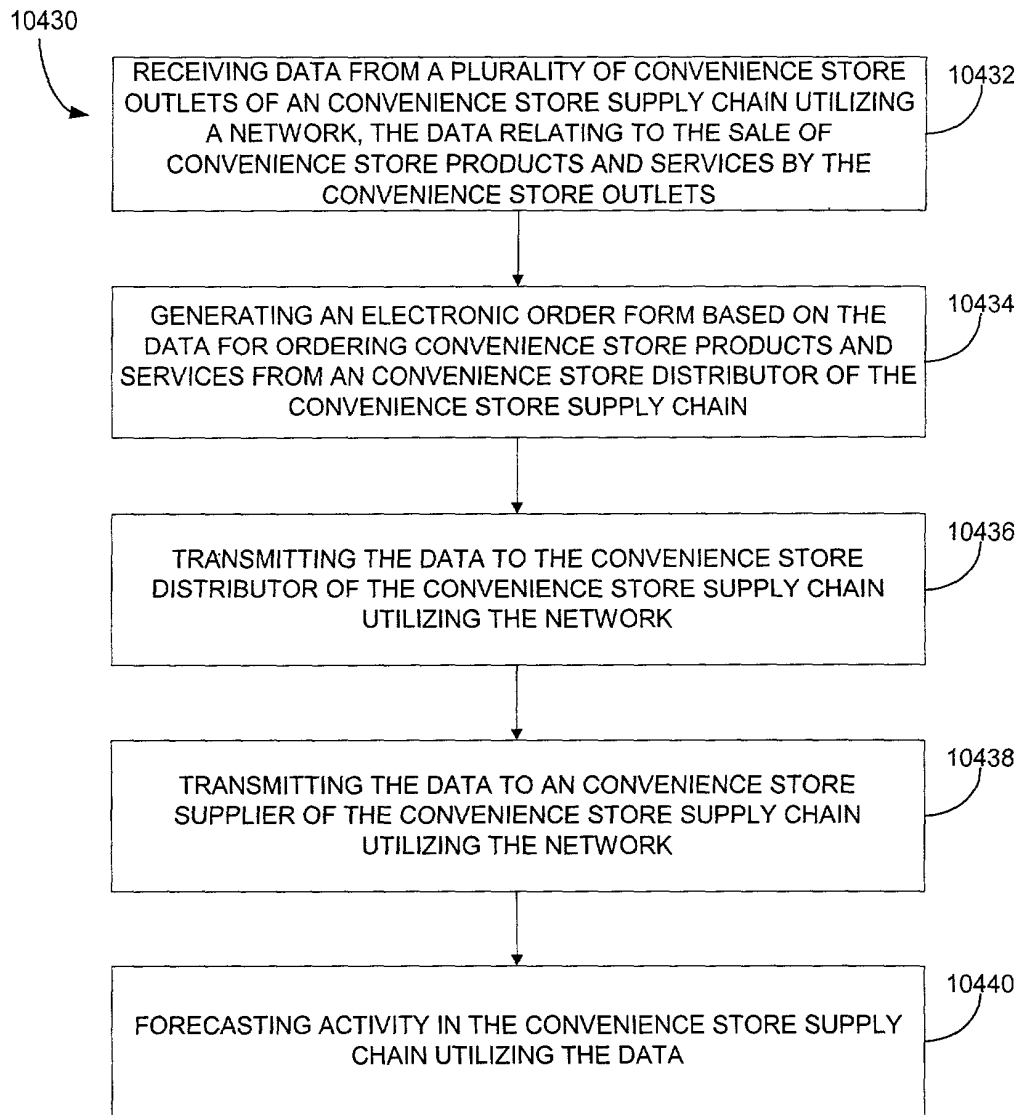 10430
RECEIVING DATA FROM A PLURALITY OF CONVENIENCE STORE
OUTLETS OF AN CONVENIENCE STORE SUPPLY CHAIN UTILIZING
A NETWORK, THE DATA RELATING TO THE SALE OF
CONVENIENCE STORE PRODUCTS AND SERVICES BY THE
CONVENIENCE STORE OUTLETS
10432
GENERATING AN ELECTRONIC ORDER FORM BASED ON THE
DATA FOR ORDERING CONVENIENCE STORE PRODUCTS AND
SERVICES FROM AN CONVENIENCE STORE DISTRIBUTOR OF THE
CONVENIENCE STORE SUPPLY CHAIN
10434
TRANSMITTING THE DATA TO THE CONVENIENCE STORE
DISTRIBUTOR OF THE CONVENIENCE STORE SUPPLY CHAIN
UTILIZING THE NETWORK
10436
TRANSMITTING THE DATA TO AN CONVENIENCE STORE
SUPPLIER OF THE CONVENIENCE STORE SUPPLY CHAIN
UTILIZING THE NETWORK
10438
FORECASTING ACTIVITY IN THE CONVENIENCE STORE SUPPLY
CHAIN UTILIZING THE DATA
10440